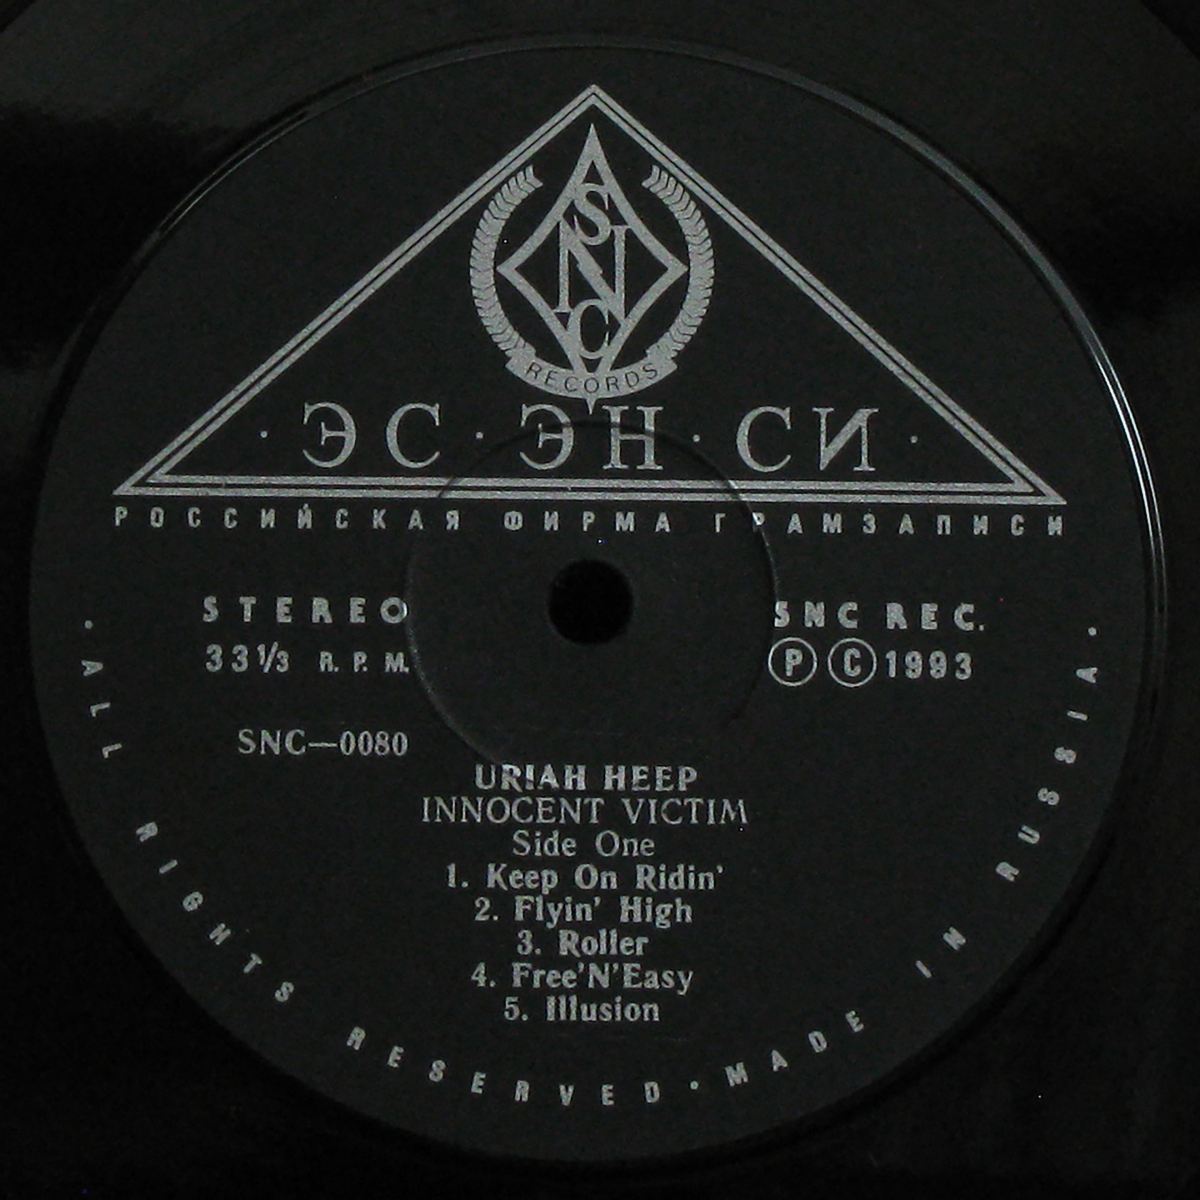 SNC
RECORDS
· ЭС · ЭН · СИ ·
РОССИЙСКАЯ ФИРМА ГРАМЗАПИСИ
STEREO
33⅓ R. P. M.
SNC REC.
Ⓟ Ⓒ 1993
SNC—0080
URIAH HEEP
INNOCENT VICTIM
Side One
1. Keep On Ridin'
2. Flyin' High
3. Roller
4. Free'N'Easy
5. Illusion
· ALL RIGHTS RESERVED · MADE IN RUSSIA ·